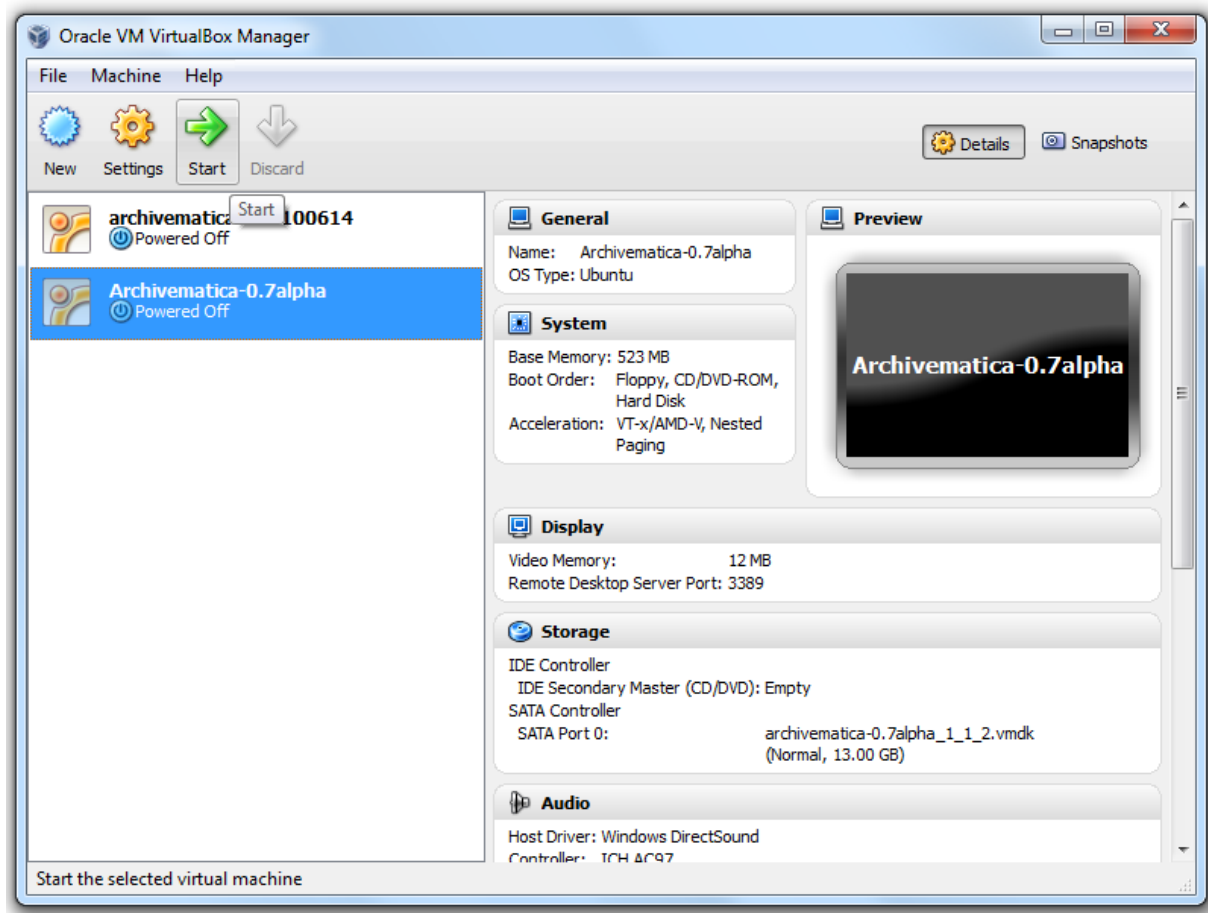 Oracle VM VirtualBox Manager
File Machine Help
New Settings Start Discard
Details Snapshots
Start
archivematica 100614
Powered Off
Archivematica-0.7alpha
Powered Off
General
Name: Archivematica-0.7alpha
OS Type: Ubuntu
System
Base Memory: 523 MB
Boot Order: Floppy, CD/DVD-ROM,
Hard Disk
Acceleration: VT-x/AMD-V, Nested
Paging
Preview
Archivematica-0.7alpha
Display
Video Memory: 12 MB
Remote Desktop Server Port: 3389
Storage
IDE Controller
IDE Secondary Master (CD/DVD): Empty
SATA Controller
SATA Port 0: archivematica-0.7alpha_1_1_2.vmdk
(Normal, 13.00 GB)
Audio
Host Driver: Windows DirectSound
Controller: ICH AC97
Start the selected virtual machine